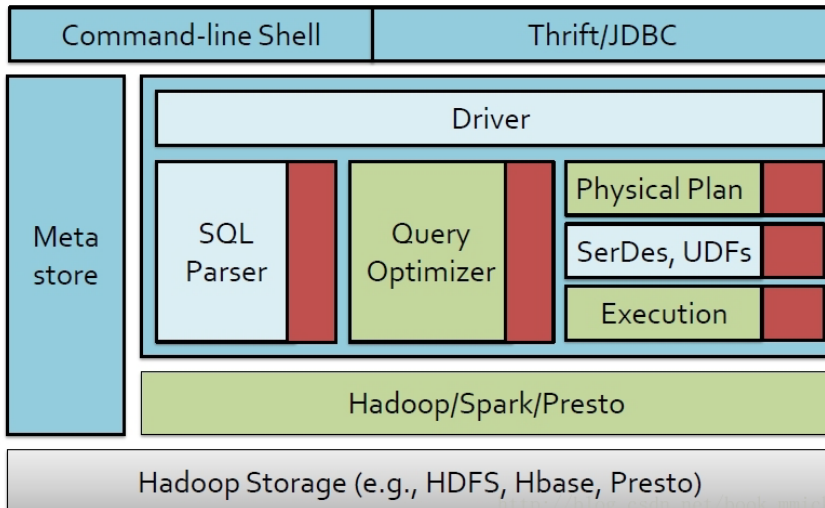 Command-line Shell
Thrift/JDBC
Driver
Meta
store
SQL
Parser
Query
Optimizer
Physical Plan
SerDes, UDFs
Execution
Hadoop/Spark/Presto
Hadoop Storage (e.g., HDFS, Hbase, Presto)